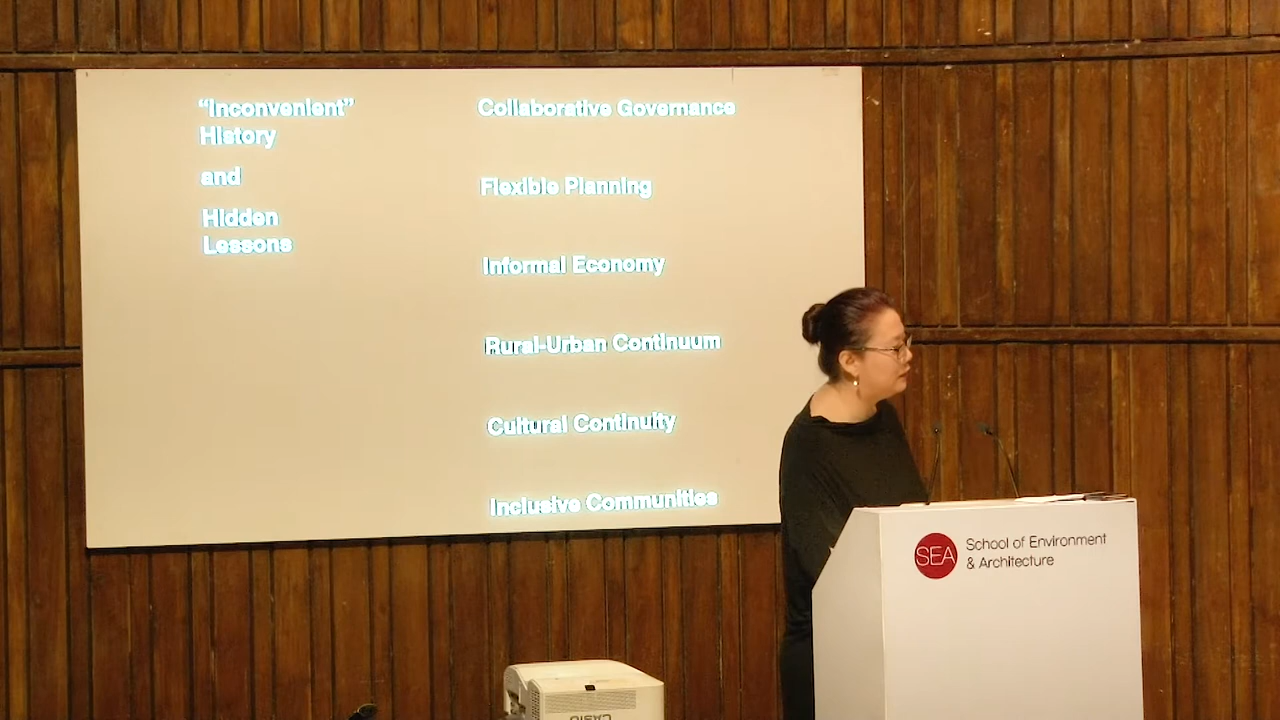 “Inconvenient”
History
and
Hidden
Lessons
Collaborative Governance
Flexible Planning
Informal Economy
Rural-Urban Continuum
Cultural Continuity
Inclusive Communities
SEA
School of Environment
& Architecture
CASIO